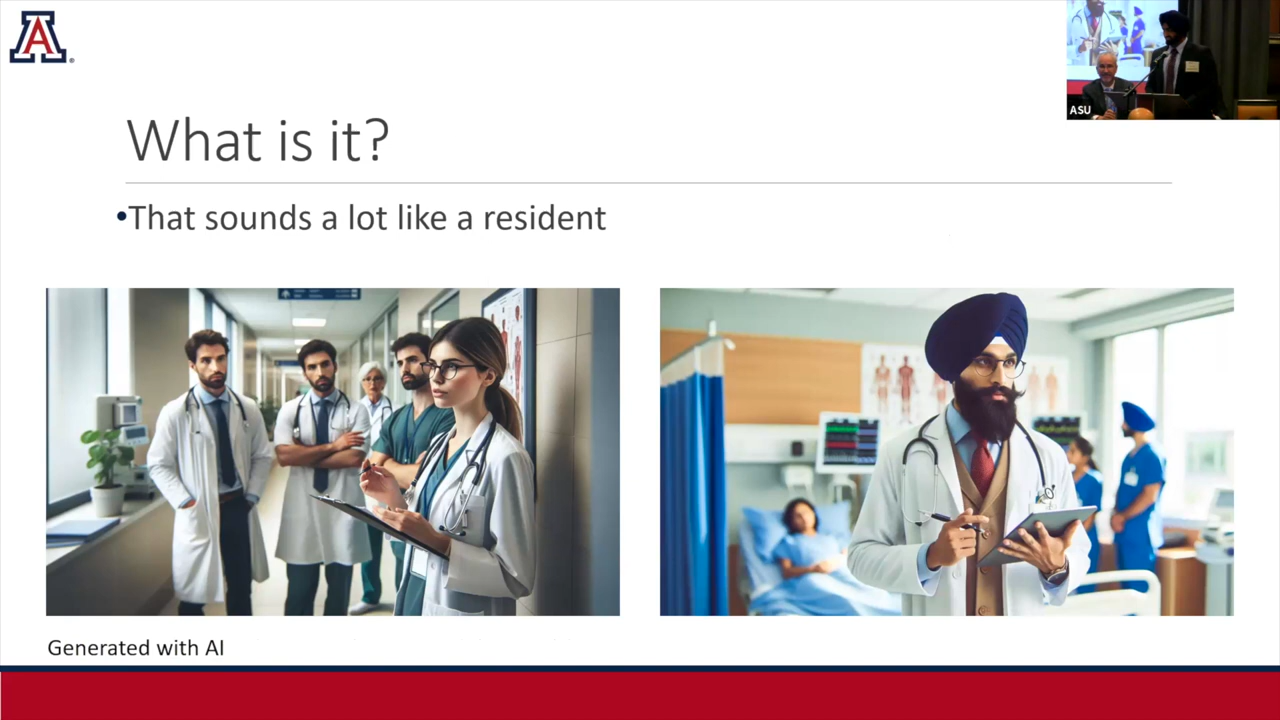 A
What is it?
•That sounds a lot like a resident
ASU
Generated with AI